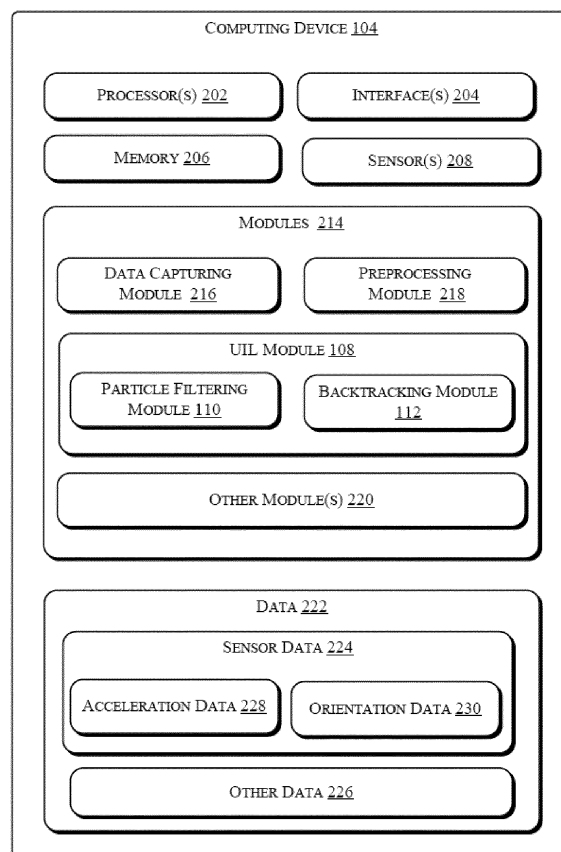 COMPUTING DEVICE 104
PROCESSOR(S) 202
INTERFACE(S) 204
MEMORY 206
SENSOR(S) 208
MODULES 214
DATA CAPTURING
MODULE 216
PREPROCESSING
MODULE 218
UIL MODULE 108
PARTICLE FILTERING
MODULE 110
BACKTRACKING MODULE
112
OTHER MODULE(S) 220
DATA 222
SENSOR DATA 224
ACCELERATION DATA 228
ORIENTATION DATA 230
OTHER DATA 226